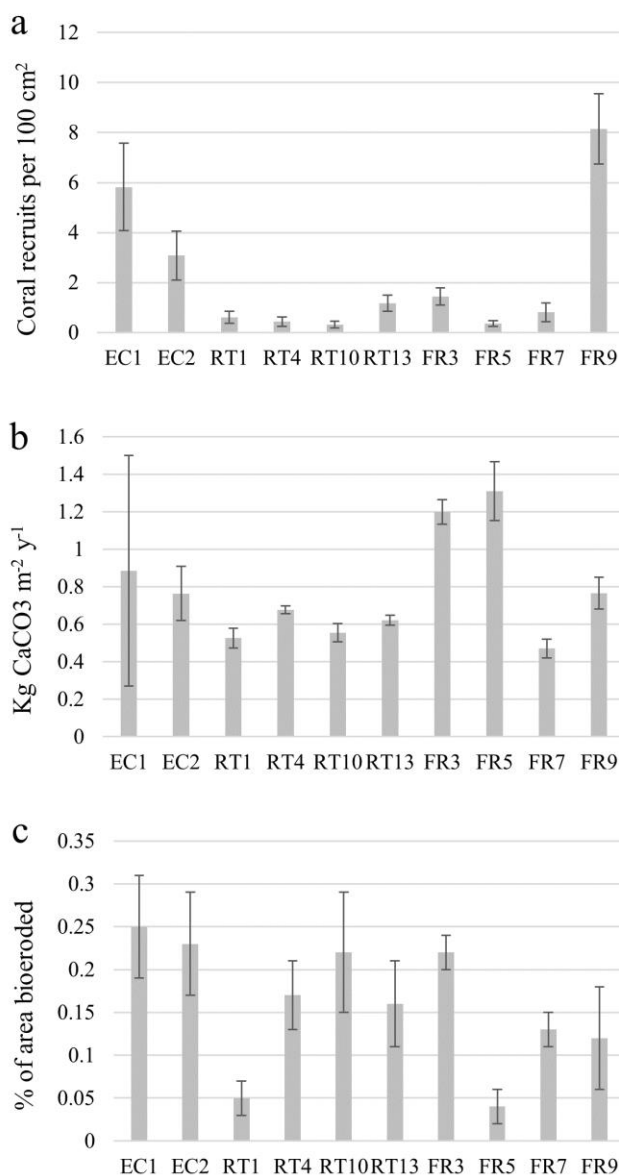 a
Coral recruits per 100 cm²
12
10
8
6
4
2
0
EC1 EC2 RT1 RT4 RT10 RT13 FR3 FR5 FR7 FR9
b
Kg CaCO3 m⁻² y⁻¹
1.6
1.4
1.2
1
0.8
0.6
0.4
0.2
0
EC1 EC2 RT1 RT4 RT10 RT13 FR3 FR5 FR7 FR9
c
% of area bioeroded
0.35
0.3
0.25
0.2
0.15
0.1
0.05
0
EC1 EC2 RT1 RT4 RT10 RT13 FR3 FR5 FR7 FR9